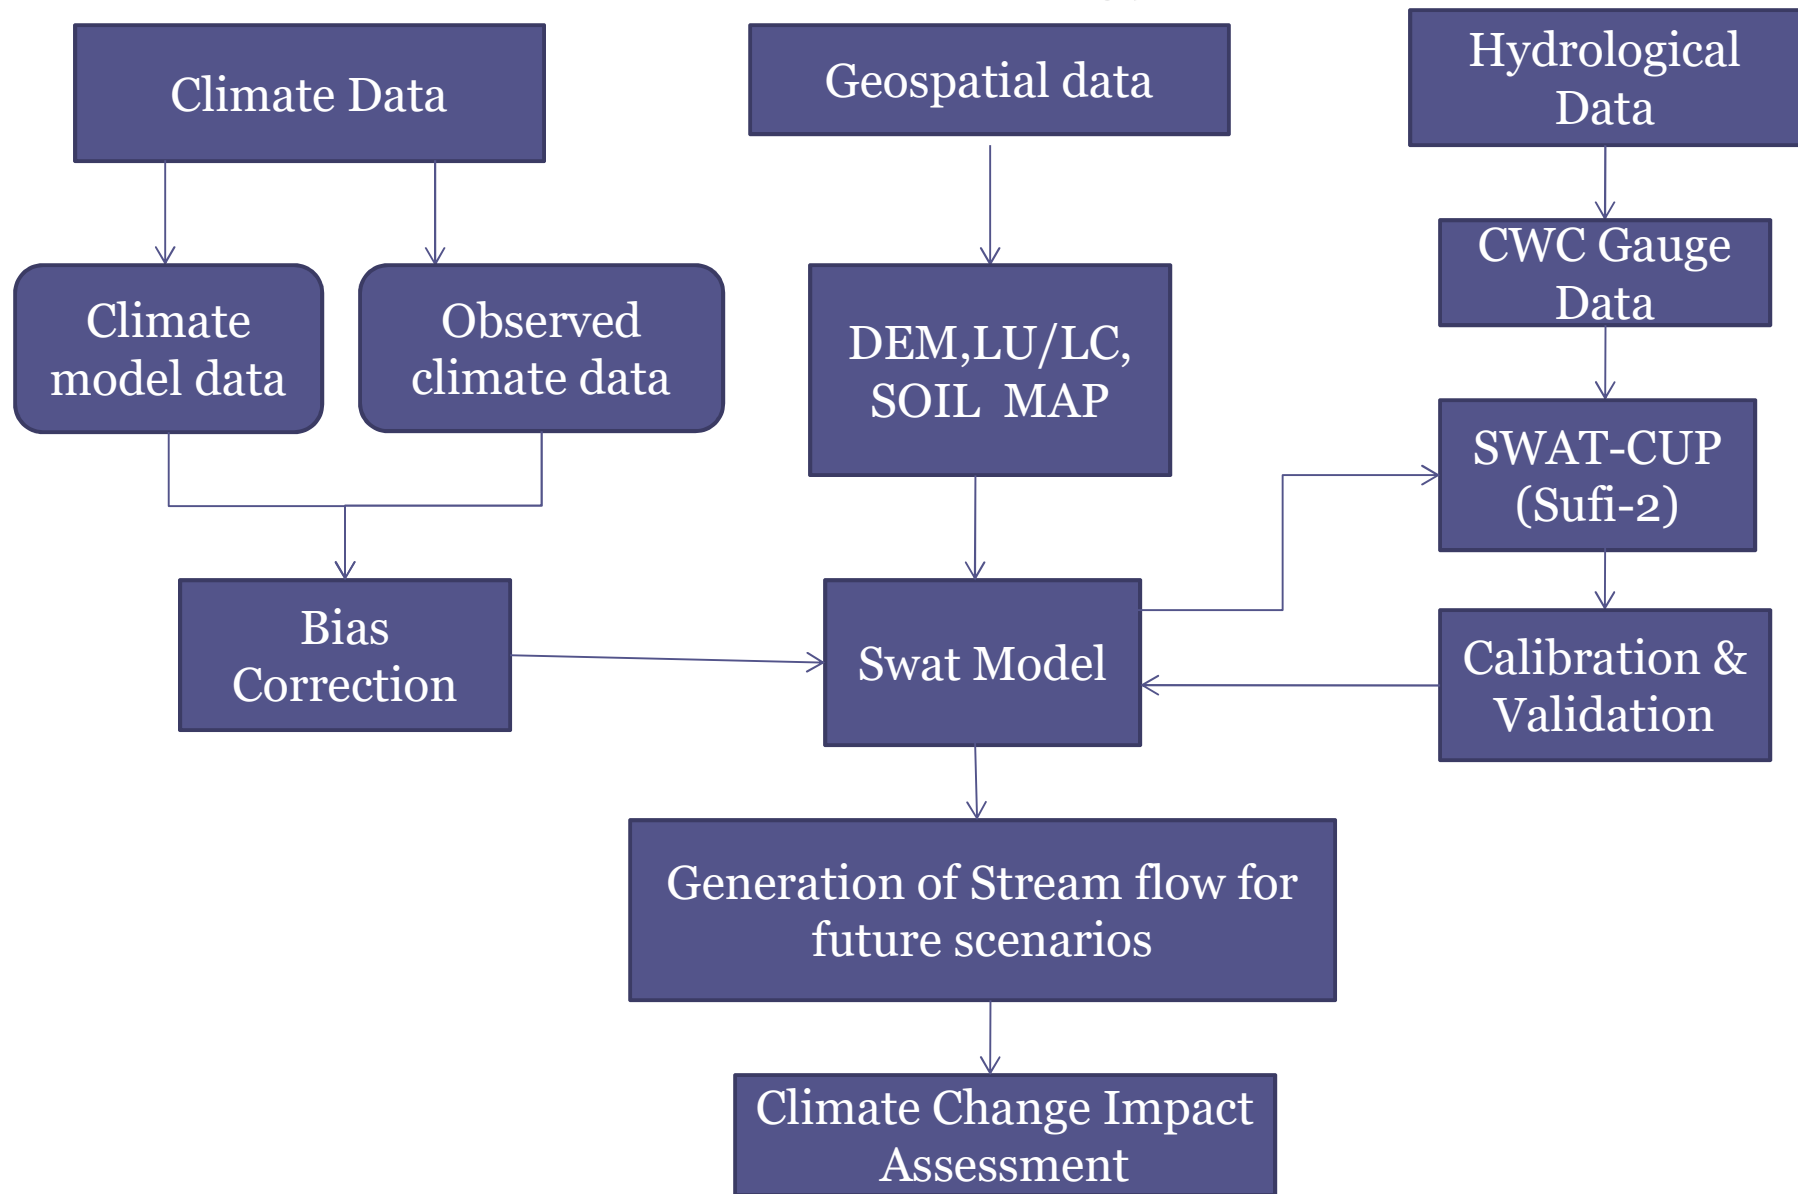 Climate Data
Geospatial data
Hydrological
Data
Climate
model data
Observed
climate data
DEM,LU/LC,
SOIL MAP
CWC Gauge
Data
SWAT-CUP
(Sufi-2)
Bias
Correction
Swat Model
Calibration &
Validation
Generation of Stream flow for
future scenarios
Climate Change Impact
Assessment